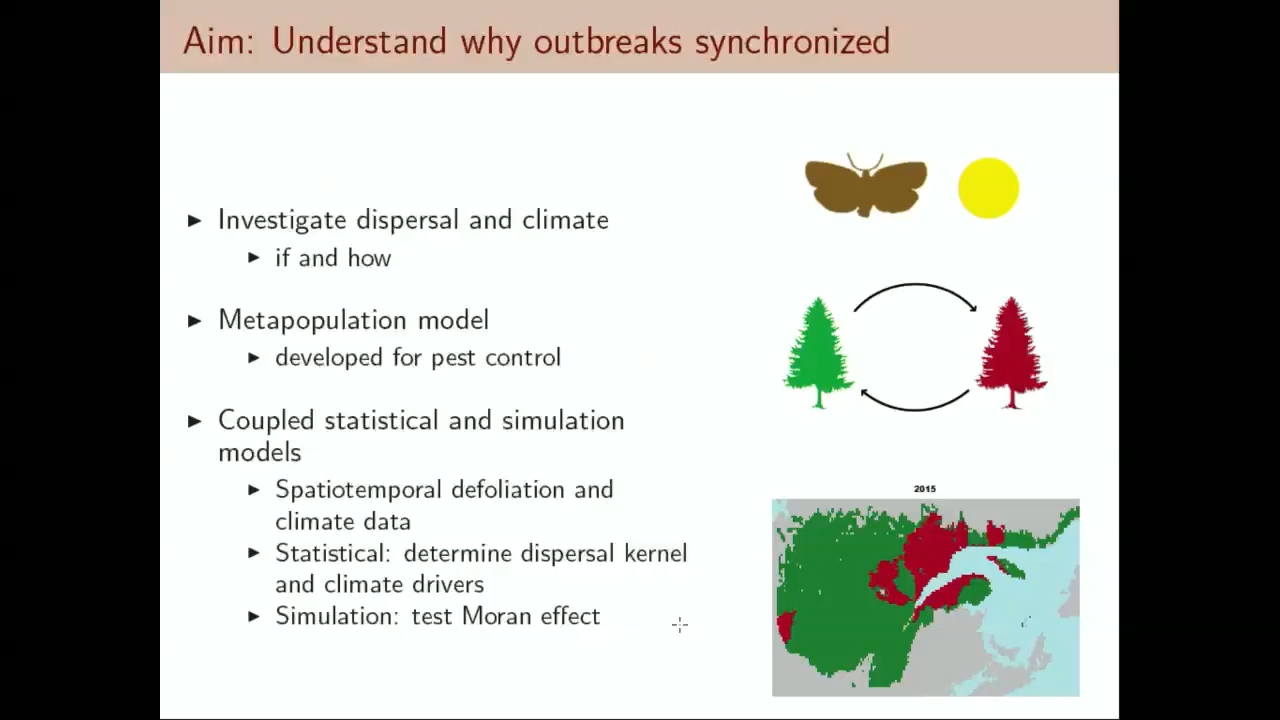 Aim: Understand why outbreaks synchronized
► Investigate dispersal and climate
► if and how
► Metapopulation model
► developed for pest control
► Coupled statistical and simulation
models
► Spatiotemporal defoliation and
climate data
► Statistical: determine dispersal kernel
and climate drivers
► Simulation: test Moran effect
2015